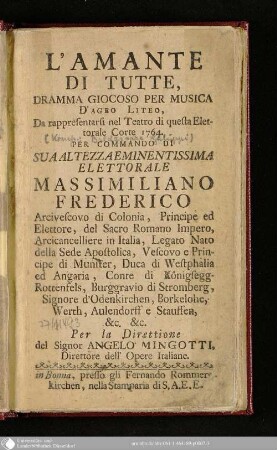 L'AMANTE
DI TUTTE,
DRAMMA GIOCOSO PER MUSICA
D'AGRO LITEO,
Da rappresentarsi nel Teatro di questa Elet-
torale Corte 1764.
PER COMMANDO DI
SUA ALTEZZA EMINENTISSIMA
ELETTORALE
MASSIMILIANO
FREDERICO
Arcivescovo di Colonia, Principe ed
Elettore, del Sacro Romano Impero,
Arcicancelliere in Italia, Legato Nato
della Sede Apostolica, Vescovo e Prin-
cipe di Munster, Duca di Westphalia
ed Angaria, Conte di Königsegg-
Rottenfels, Burggravio di Stromberg,
Signore d'Odenkirchen, Borkelohe,
Werth, Aulendorff e Stauffen,
&c. &c.
Per la Direttione
del Signor ANGELO MINGOTTI,
Direttore dell' Opere Italiane.
in Bonna, presso gli Fernando Rommer-
kirchen, nella Stamparia di S, A. E. E.